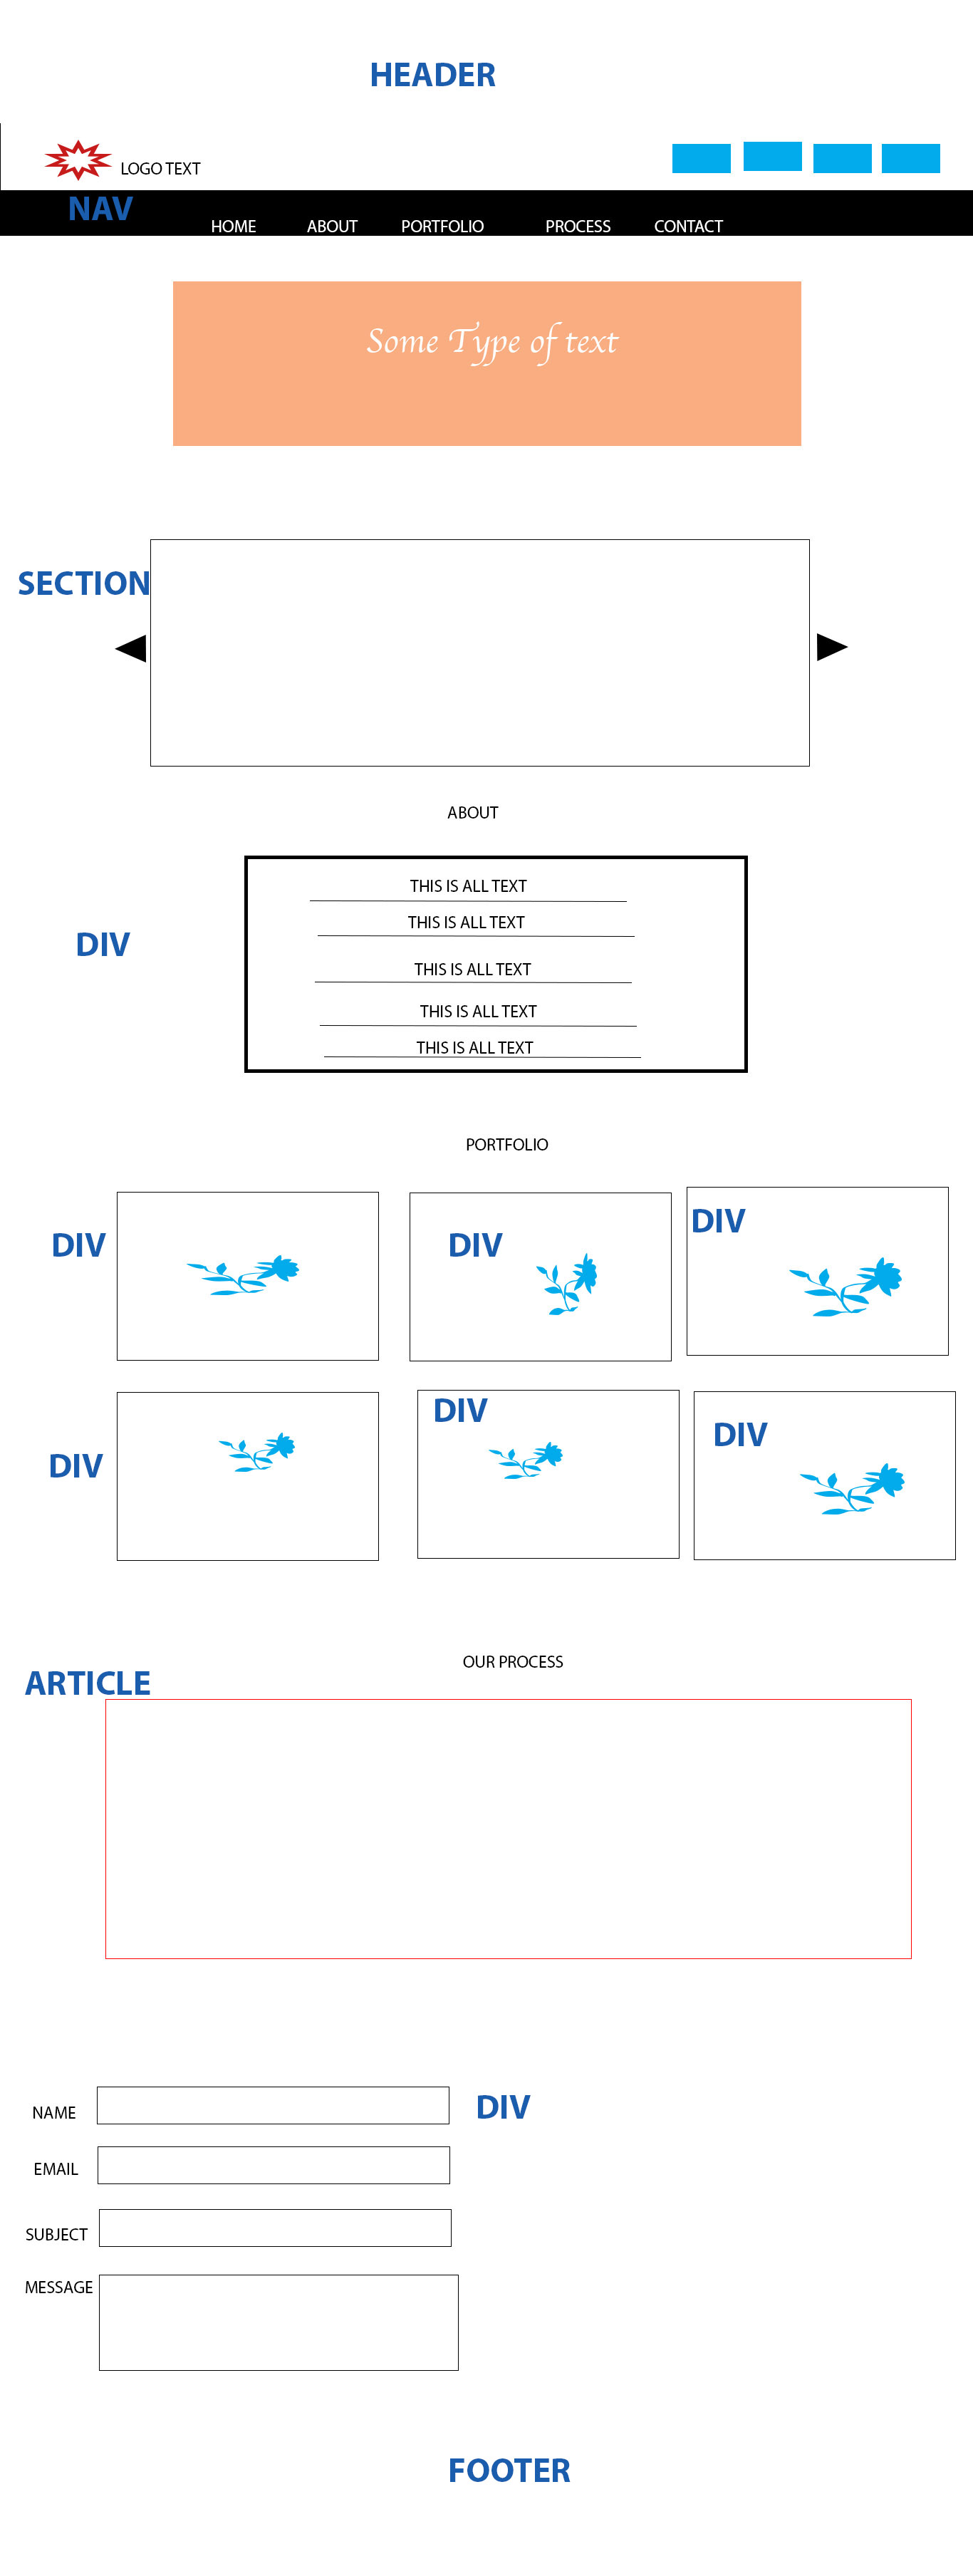 HEADER
LOGO TEXT
NAV
HOME ABOUT PORTFOLIO PROCESS CONTACT
Some Type of text
SECTION
ABOUT
THIS IS ALL TEXT
THIS IS ALL TEXT
DIV
THIS IS ALL TEXT
THIS IS ALL TEXT
THIS IS ALL TEXT
PORTFOLIO
DIV DIV DIV
DIV DIV DIV
OUR PROCESS
ARTICLE
NAME
DIV
EMAIL
SUBJECT
MESSAGE
FOOTER